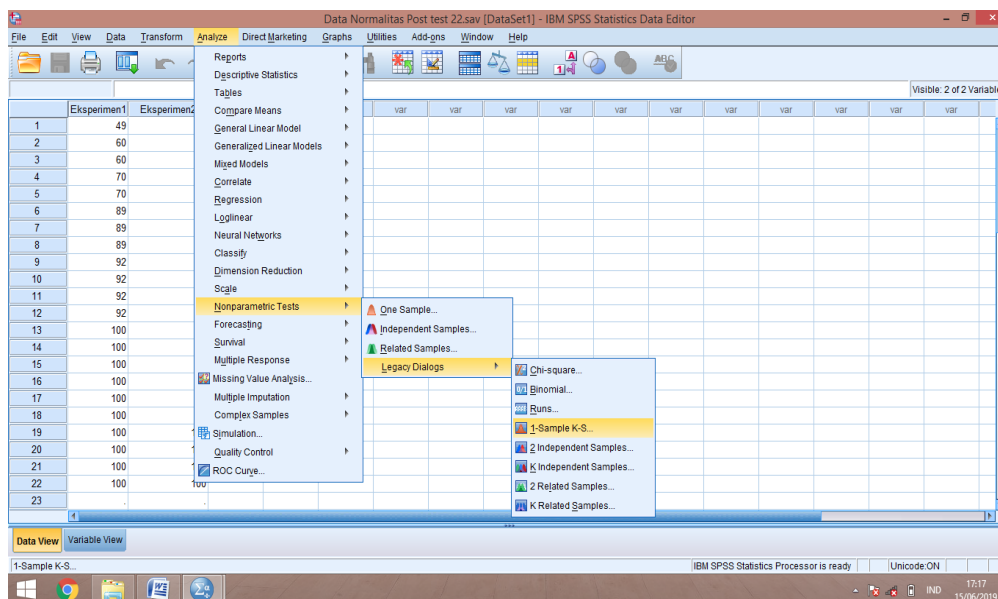 Data Normalitas Post test 22.sav [DataSet1] - IBM SPSS Statistics Data Editor
File Edit View Data Transform Analyze Direct Marketing Graphs Utilities Add-ons Window Help
Visible: 2 of 2 Variable
Eksperimen1 Eksperimen2 var var var var var var var var var var var
1 49
2 60
3 60
4 70
5 70
6 89
7 89
8 89
9 92
10 92
11 92
12 92
13 100
14 100
15 100
16 100
17 100
18 100
19 100 1
20 100
21 100
22 100 100
23 . .
Reports
Descriptive Statistics
Tables
Compare Means
General Linear Model
Generalized Linear Models
Mixed Models
Correlate
Regression
Loglinear
Neural Networks
Classify
Dimension Reduction
Scale
Nonparametric Tests
Forecasting
Survival
Multiple Response
Missing Value Analysis...
Multiple Imputation
Complex Samples
Simulation...
Quality Control
ROC Curve...
One Sample...
Independent Samples...
Related Samples...
Legacy Dialogs
Chi-square...
Binomial...
Runs...
1-Sample K-S...
2 Independent Samples...
K Independent Samples...
2 Related Samples...
K Related Samples...
Data View Variable View
1-Sample K-S...
IBM SPSS Statistics Processor is ready Unicode:ON
IND 17:17
15/06/2019